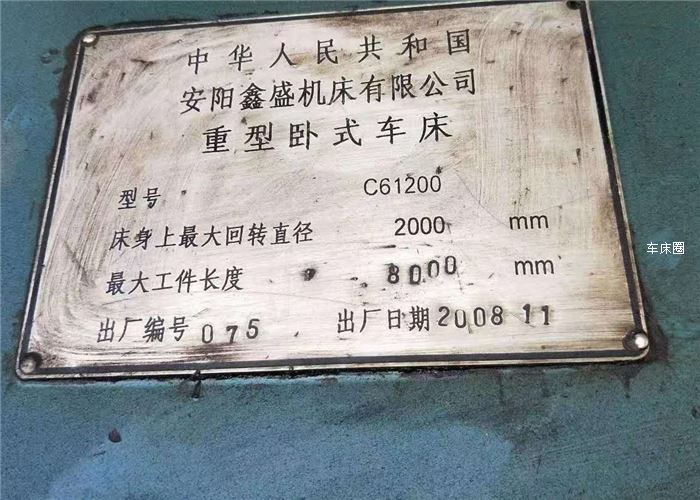 中华人民共和国
安阳鑫盛机床有限公司
重型卧式车床
型号 C61200
床身上最大回转直径 2000 mm
最大工件长度 8000 mm
出厂编号 075 出厂日期 2008 11
车床圈